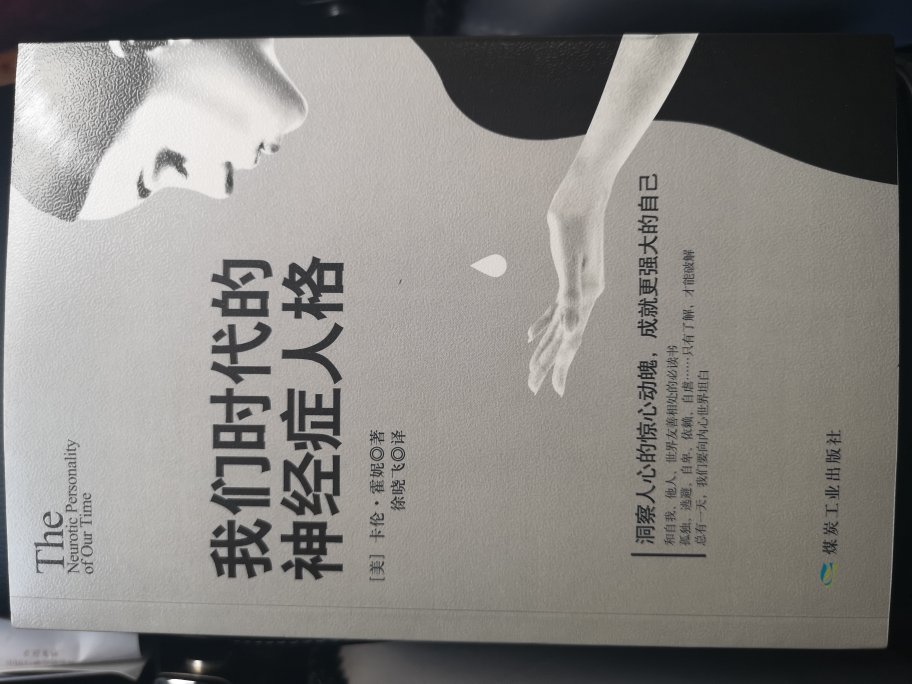 The
Neurotic Personality
of Our Time
我们时代的
神经症人格
［美］卡伦·霍妮◎著
徐晓飞◎译
洞察人心的惊心动魄，成就更强大的自己
和自我、他人、世界友善相处的必读书
孤独、逃避、自卑、依赖、自虐……只有了解，才能破解
总有一天，我们要向内心世界坦白
煤炭工业出版社